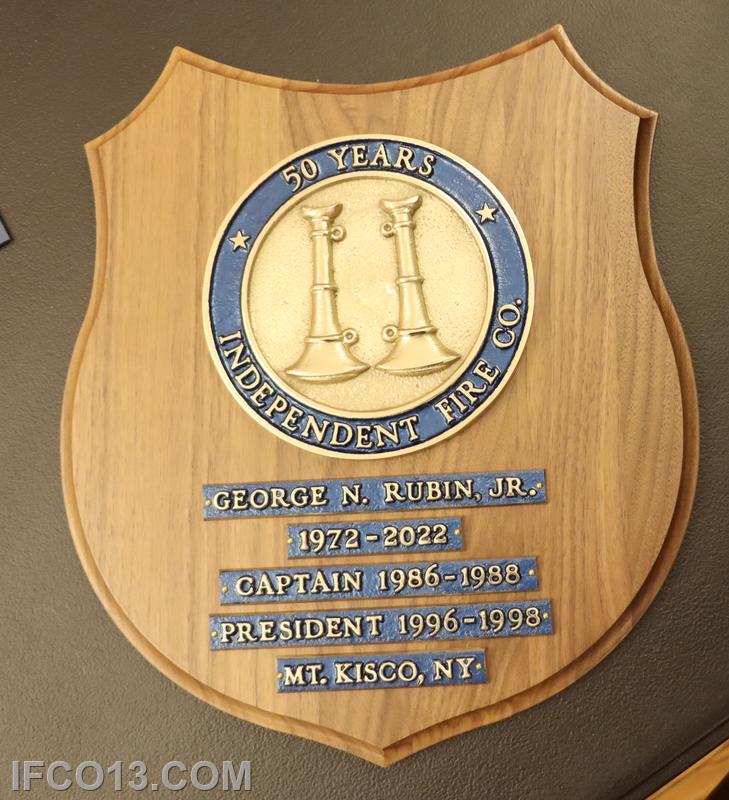 50 YEARS
INDEPENDENT FIRE CO.
GEORGE N. RUBIN, JR.
1972-2022
CAPTAIN 1986-1988
PRESIDENT 1996-1998
MT. KISCO, NY
IFCO13.COM